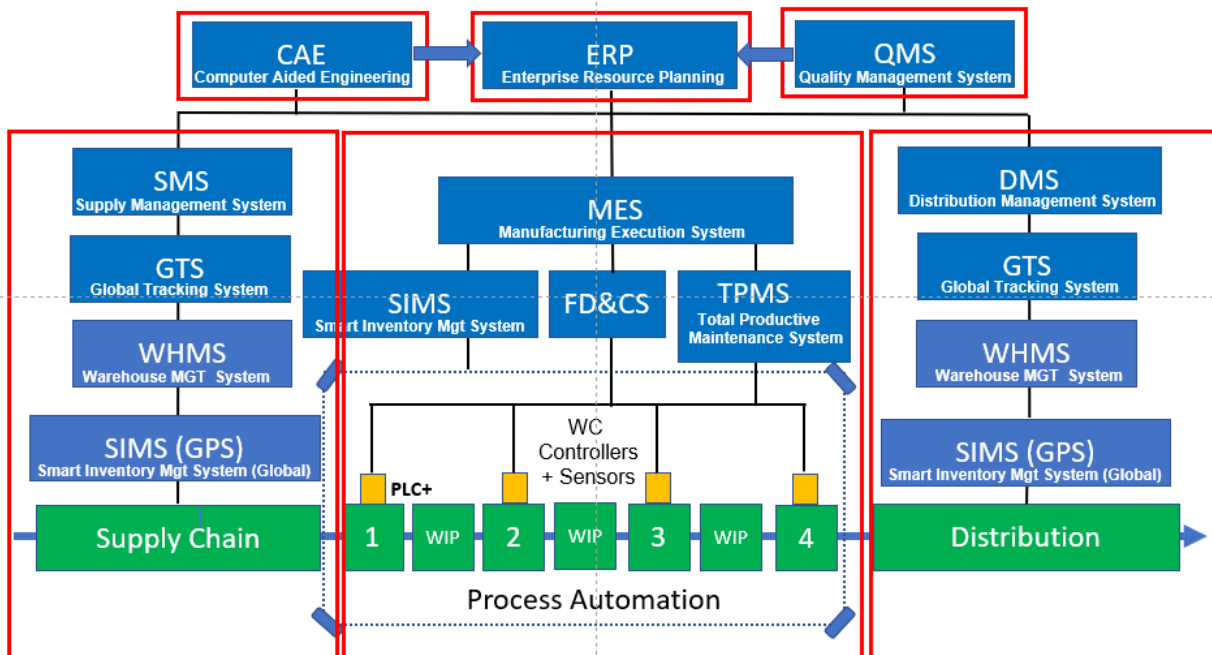 CAE
Computer Aided Engineering
ERP
Enterprise Resource Planning
QMS
Quality Management System
SMS
Supply Management System
GTS
Global Tracking System
WHMS
Warehouse MGT System
SIMS (GPS)
Smart Inventory Mgt System (Global)
Supply Chain
MES
Manufacturing Execution System
SIMS
Smart Inventory Mgt System
FD&CS
TPMS
Total Productive
Maintenance System
WC
Controllers
+ Sensors
PLC+
1
WIP
2
WIP
3
WIP
4
Process Automation
DMS
Distribution Management System
GTS
Global Tracking System
WHMS
Warehouse MGT System
SIMS (GPS)
Smart Inventory Mgt System (Global)
Distribution